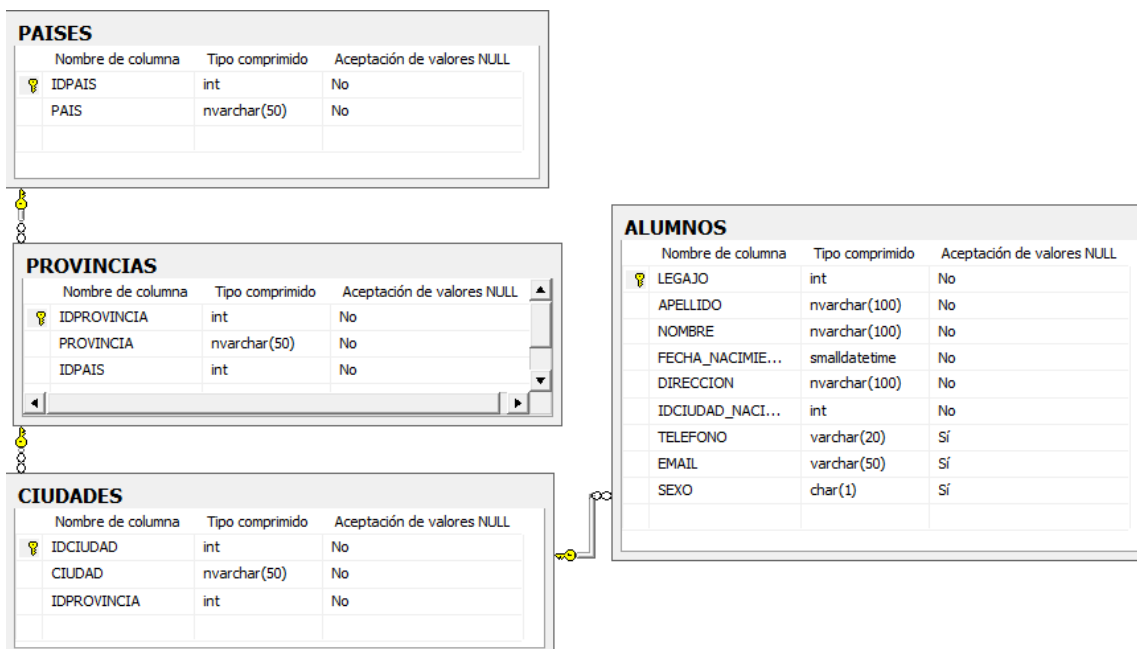 PAISES
Nombre de columna Tipo comprimido Aceptación de valores NULL
IDPAIS int No
PAIS nvarchar(50) No
PROVINCIAS
Nombre de columna Tipo comprimido Aceptación de valores NULL
IDPROVINCIA int No
PROVINCIA nvarchar(50) No
IDPAIS int No
CIUDADES
Nombre de columna Tipo comprimido Aceptación de valores NULL
IDCIUDAD int No
CIUDAD nvarchar(50) No
IDPROVINCIA int No
ALUMNOS
Nombre de columna Tipo comprimido Aceptación de valores NULL
LEGAJO int No
APELLIDO nvarchar(100) No
NOMBRE nvarchar(100) No
FECHA_NACIMIE... smalldatetime No
DIRECCION nvarchar(100) No
IDCIUDAD_NACI... int No
TELEFONO varchar(20) Sí
EMAIL varchar(50) Sí
SEXO char(1) Sí